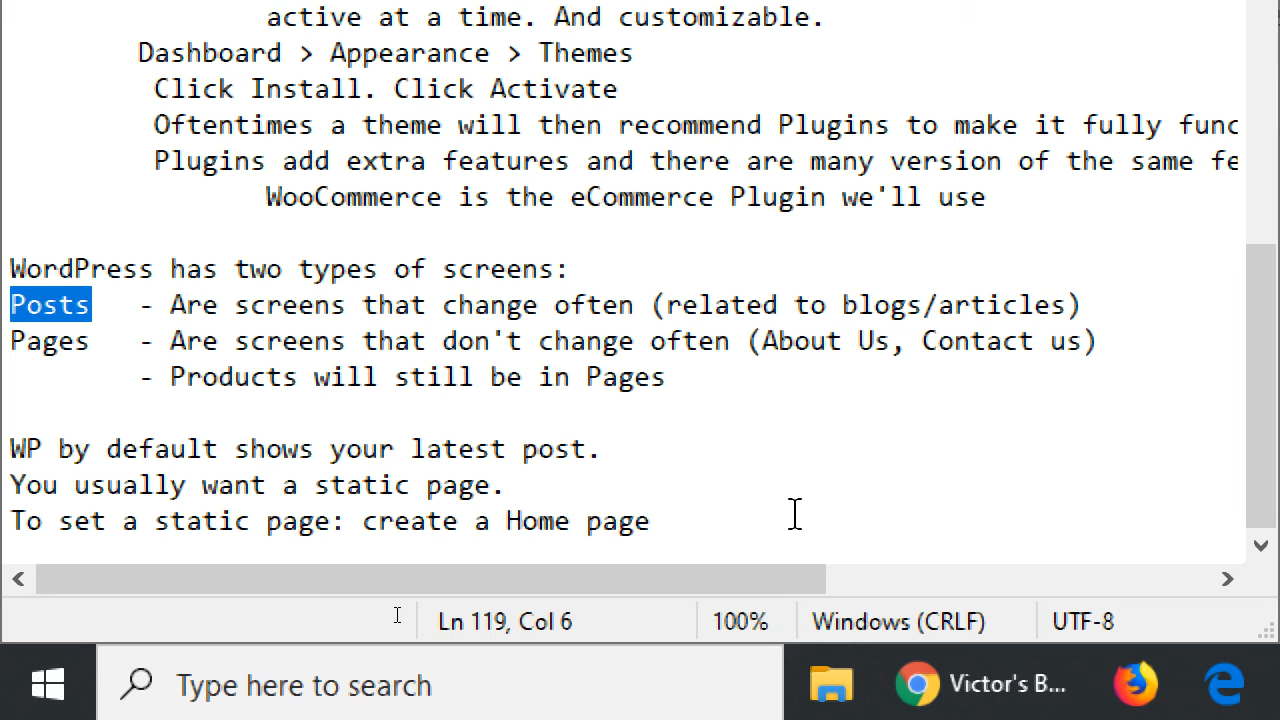 active at a time. And customizable.
Dashboard > Appearance > Themes
Click Install. Click Activate
Oftentimes a theme will then recommend Plugins to make it fully func
Plugins add extra features and there are many version of the same fe
WooCommerce is the eCommerce Plugin we'll use
WordPress has two types of screens:
Posts - Are screens that change often (related to blogs/articles)
Pages - Are screens that don't change often (About Us, Contact us)
- Products will still be in Pages
WP by default shows your latest post.
You usually want a static page.
To set a static page: create a Home page
Ln 119, Col 6 100% Windows (CRLF) UTF-8
Type here to search Victor's B...